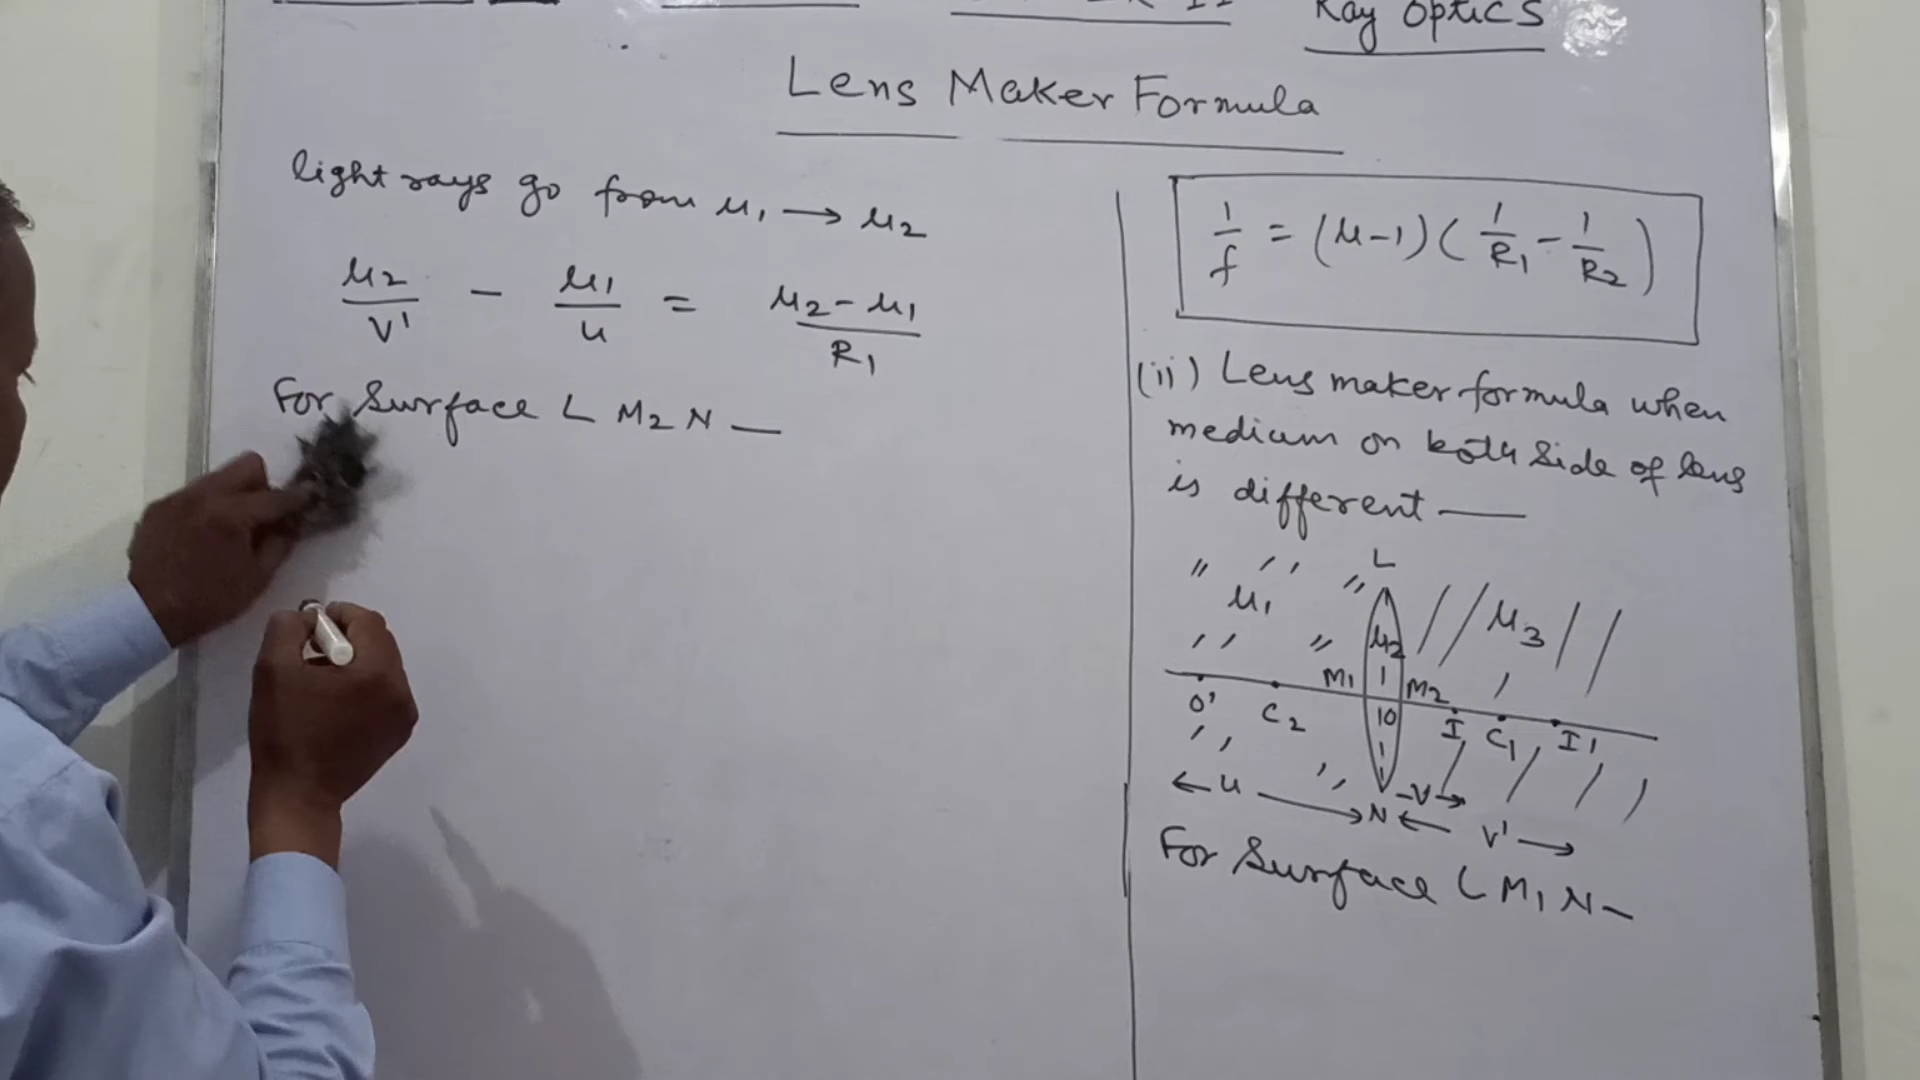 Ray Optics
Lens Maker Formula
light rays go from μ₁ → μ₂
μ₂/v' - μ₁/u = μ₂-μ₁/R₁
For Surface L M₂ N —
1/f = (μ-1)(1/R₁ - 1/R₂)
(ii) Lens maker formula when
medium on both side of lens
is different —
L
μ₁ μ₂ μ₃
M₁ M₂
O' C₂ O I C₁ I'
← u → N - v →
← v' →
For Surface L M₁ N —